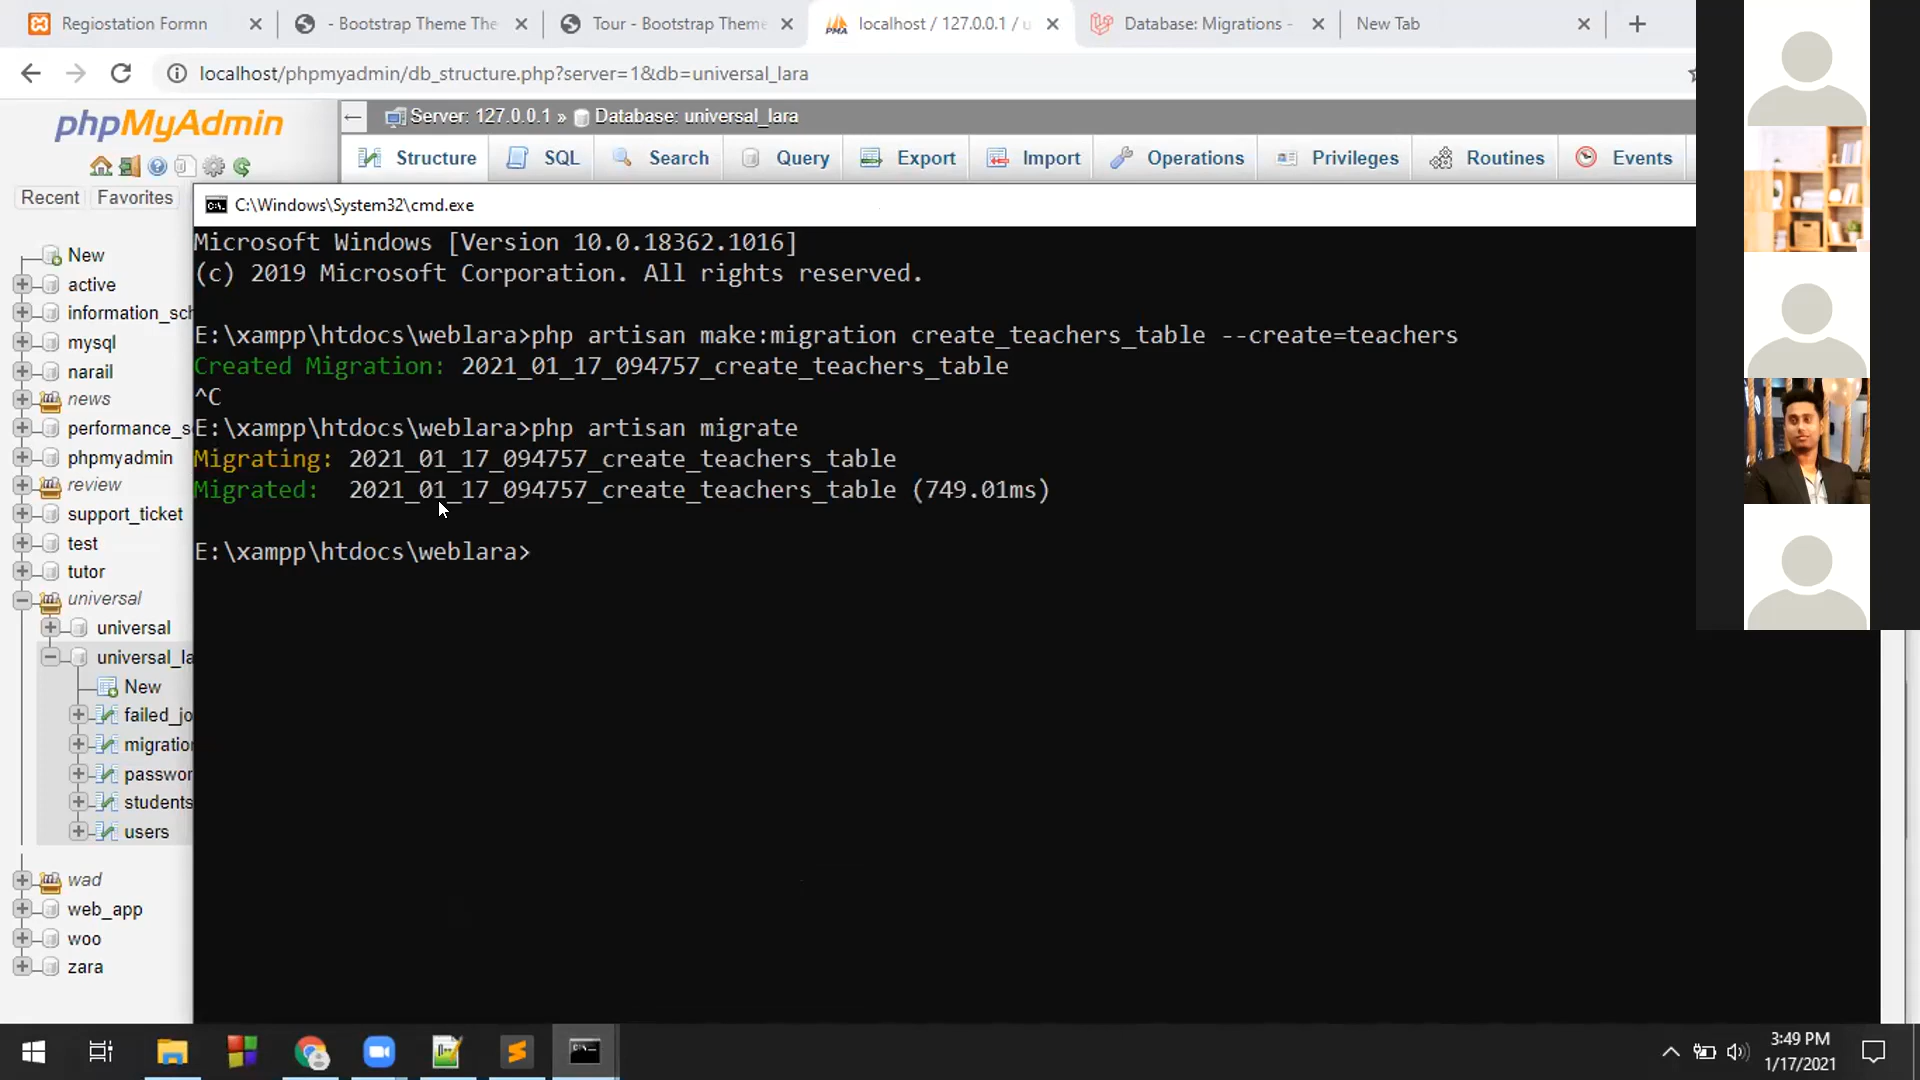 Regiostation Formn
- Bootstrap Theme The
Tour - Bootstrap Theme
localhost / 127.0.0.1 / u
Database: Migrations -
New Tab
localhost/phpmyadmin/db_structure.php?server=1&db=universal_lara
phpMyAdmin
Server: 127.0.0.1 » Database: universal_lara
Structure
SQL
Search
Query
Export
Import
Operations
Privileges
Routines
Events
Recent
Favorites
New
active
information_sch
mysql
narail
news
performance_s
phpmyadmin
review
support_ticket
test
tutor
universal
universal
universal_la
New
failed_jo
migration
passwor
students
users
wad
web_app
woo
zara
C:\Windows\System32\cmd.exe
Microsoft Windows [Version 10.0.18362.1016]
(c) 2019 Microsoft Corporation. All rights reserved.
E:\xampp\htdocs\weblara>php artisan make:migration create_teachers_table --create=teachers
Created Migration: 2021_01_17_094757_create_teachers_table
^C
E:\xampp\htdocs\weblara>php artisan migrate
Migrating: 2021_01_17_094757_create_teachers_table
Migrated:  2021_01_17_094757_create_teachers_table (749.01ms)
E:\xampp\htdocs\weblara>
3:49 PM
1/17/2021